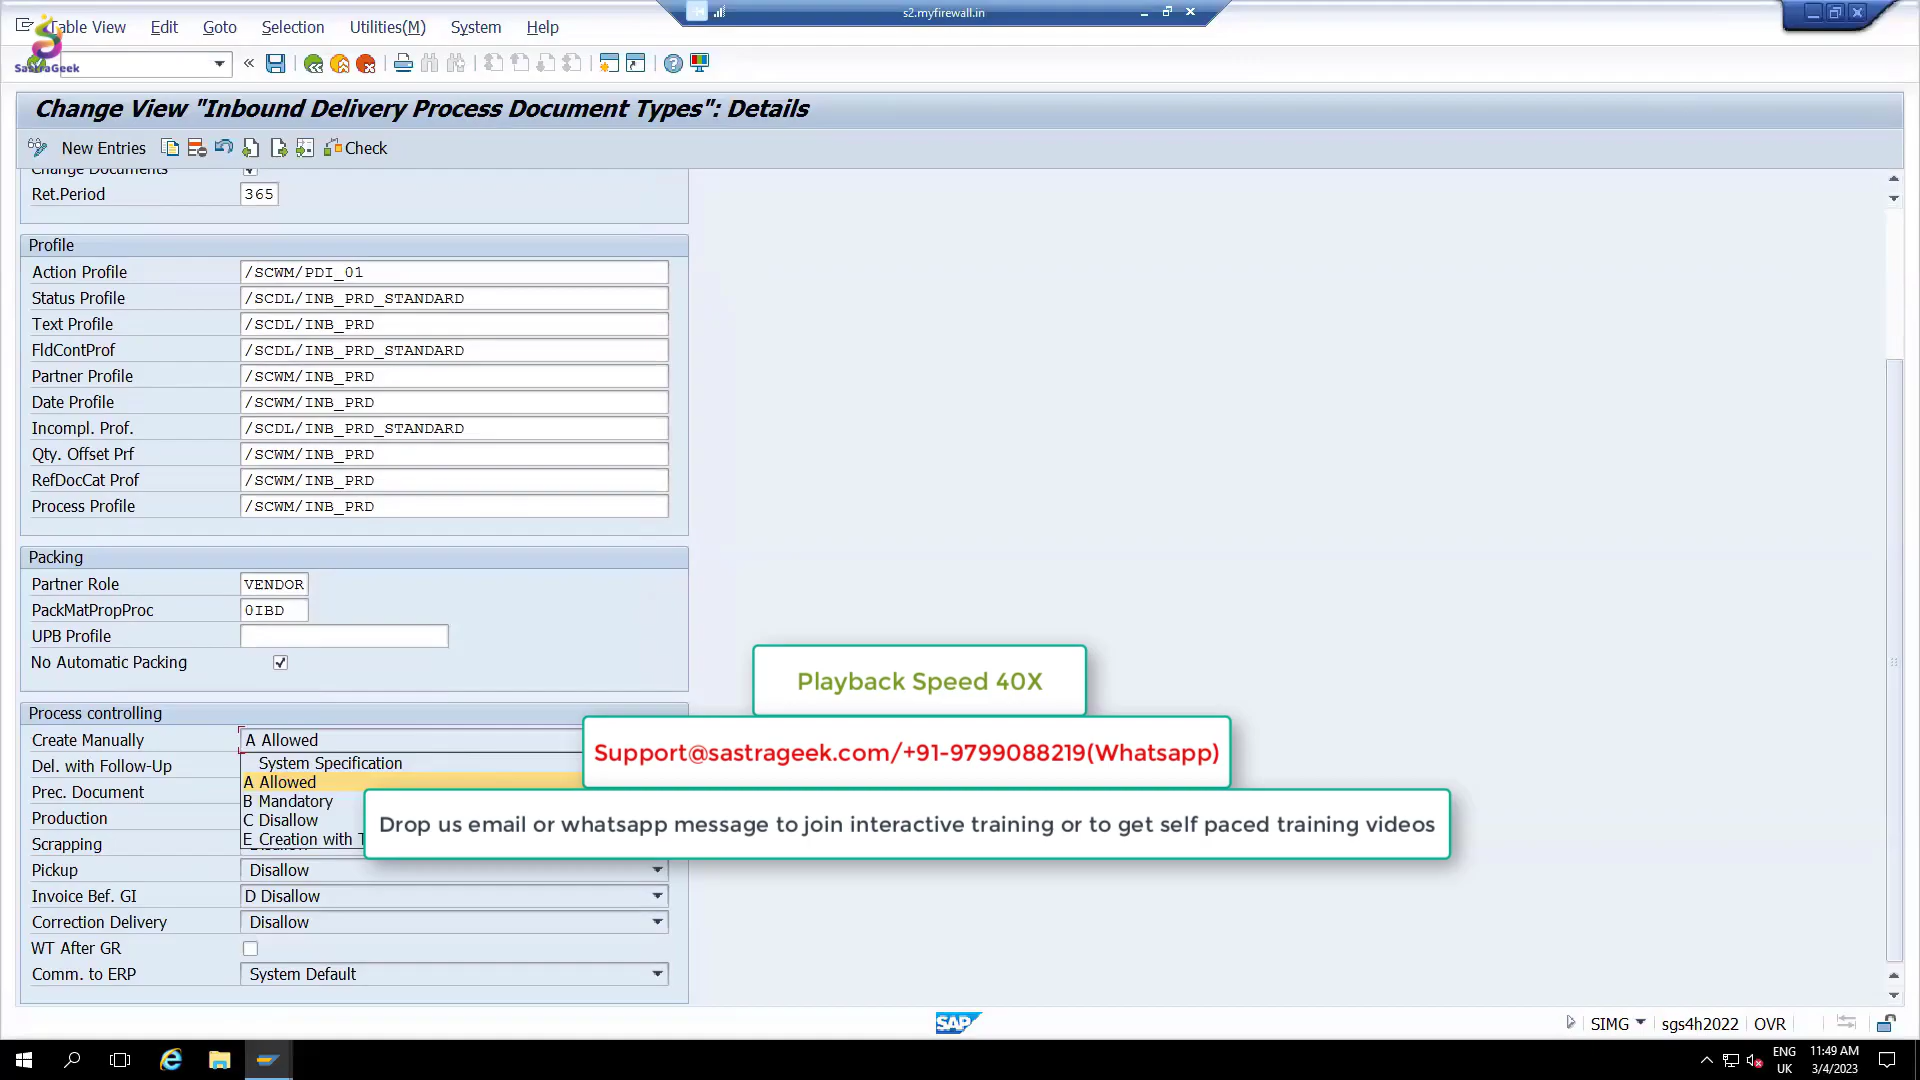 s2.myfirewall.in
Table View Edit Goto Selection Utilities(M) System Help
SastraGeek
Change View "Inbound Delivery Process Document Types": Details
New Entries Check
Change Documents
Ret.Period 365
Profile
Action Profile /SCWM/PDI_01
Status Profile /SCDL/INB_PRD_STANDARD
Text Profile /SCDL/INB_PRD
FldContProf /SCDL/INB_PRD_STANDARD
Partner Profile /SCWM/INB_PRD
Date Profile /SCWM/INB_PRD
Incompl. Prof. /SCDL/INB_PRD_STANDARD
Qty. Offset Prf /SCWM/INB_PRD
RefDocCat Prof /SCWM/INB_PRD
Process Profile /SCWM/INB_PRD
Packing
Partner Role VENDOR
PackMatPropProc 0IBD
UPB Profile
No Automatic Packing
Playback Speed 40X
Process controlling
Create Manually A Allowed
Support@sastrageek.com/+91-9799088219(Whatsapp)
System Specification
Del. with Follow-Up
A Allowed
Prec. Document
B Mandatory
Production
C Disallow
Drop us email or whatsapp message to join interactive training or to get self paced training videos
Scrapping
E Creation with
Pickup Disallow
Invoice Bef. GI D Disallow
Correction Delivery Disallow
WT After GR
Comm. to ERP System Default
SAP
SIMG sgs4h2022 OVR
ENG 11:49 AM
UK 3/4/2023